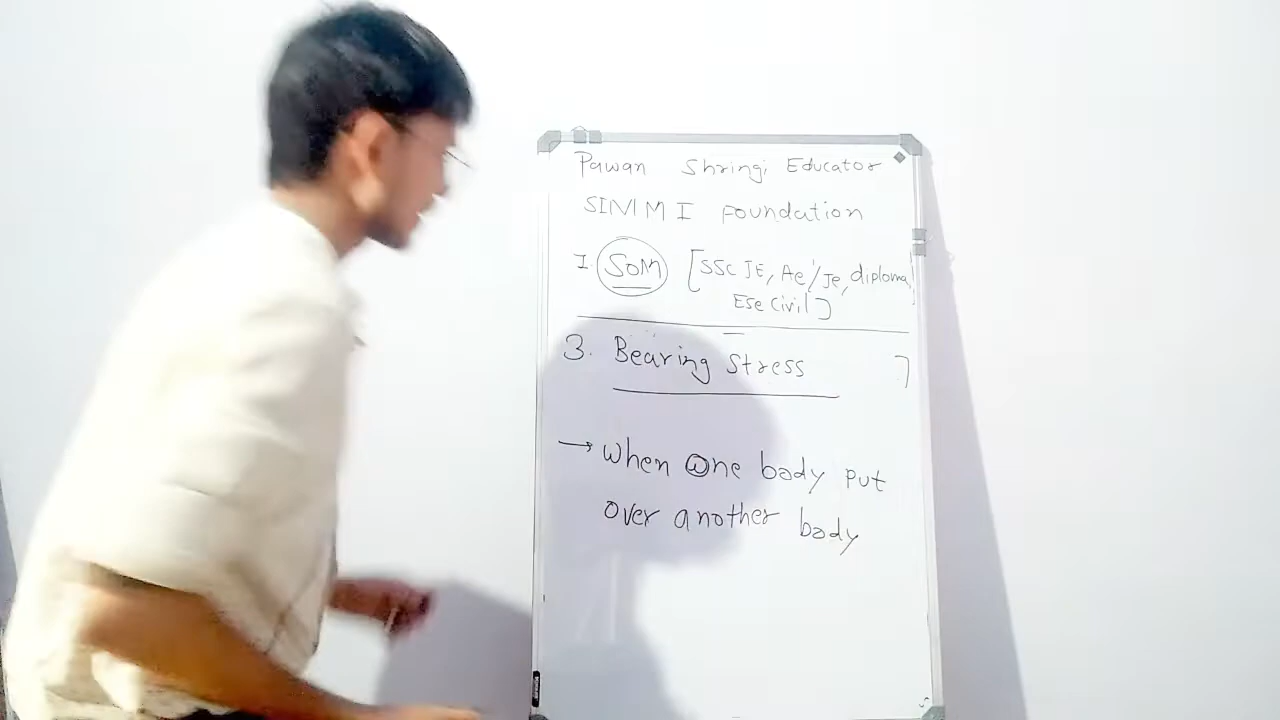 Pawan Shringi Educator
SINMI Foundation
I SOM [SSC JE, Ae/Je, diploma,
Ese Civil]
3. Bearing Stress ]
→ When One body put
over another body